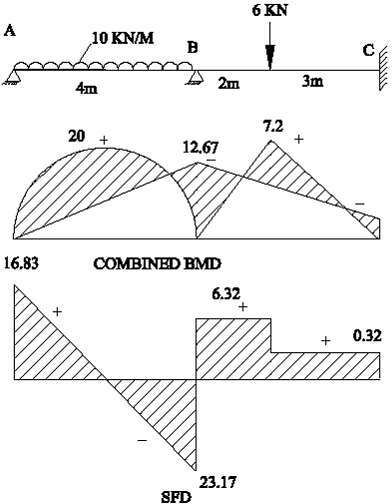 6 KN
A
10 KN/M
B
C
4m
2m
3m
20
+
12.67
−
7.2
+
−
16.83
COMBINED BMD
+
6.32
+
+
0.32
−
23.17
SFD